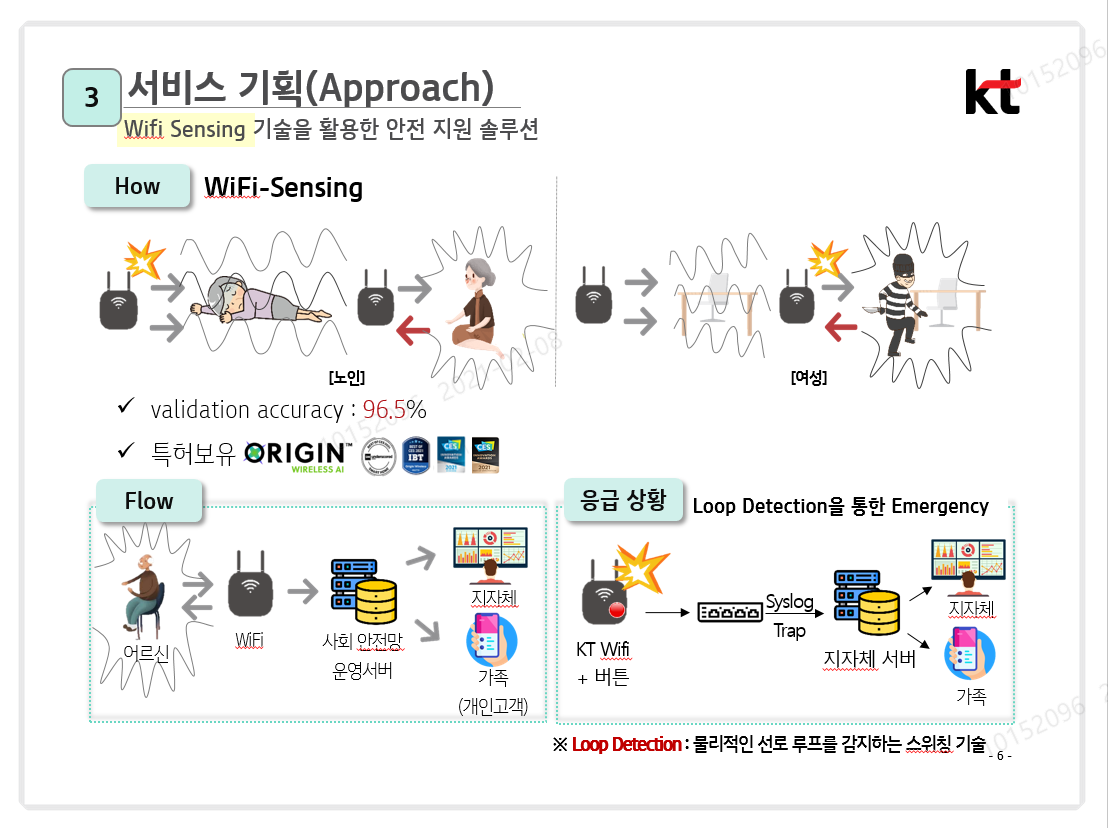 3
서비스 기획(Approach)
kt
Wifi Sensing 기술을 활용한 안전 지원 솔루션
How
WiFi-Sensing
[노인]
[여성]
✓ validation accuracy : 96.5%
✓ 특허보유 ORIGIN™
WIRELESS AI
Flow
어르신
WiFi
사회 안전망
운영서버
지자체
가족
(개인고객)
응급 상황
Loop Detection을 통한 Emergency
KT Wifi
+ 버튼
Syslog
Trap
지자체 서버
지자체
가족
※ Loop Detection : 물리적인 선로 루프를 감지하는 스위칭 기술
- 6 -
10152096
10152096